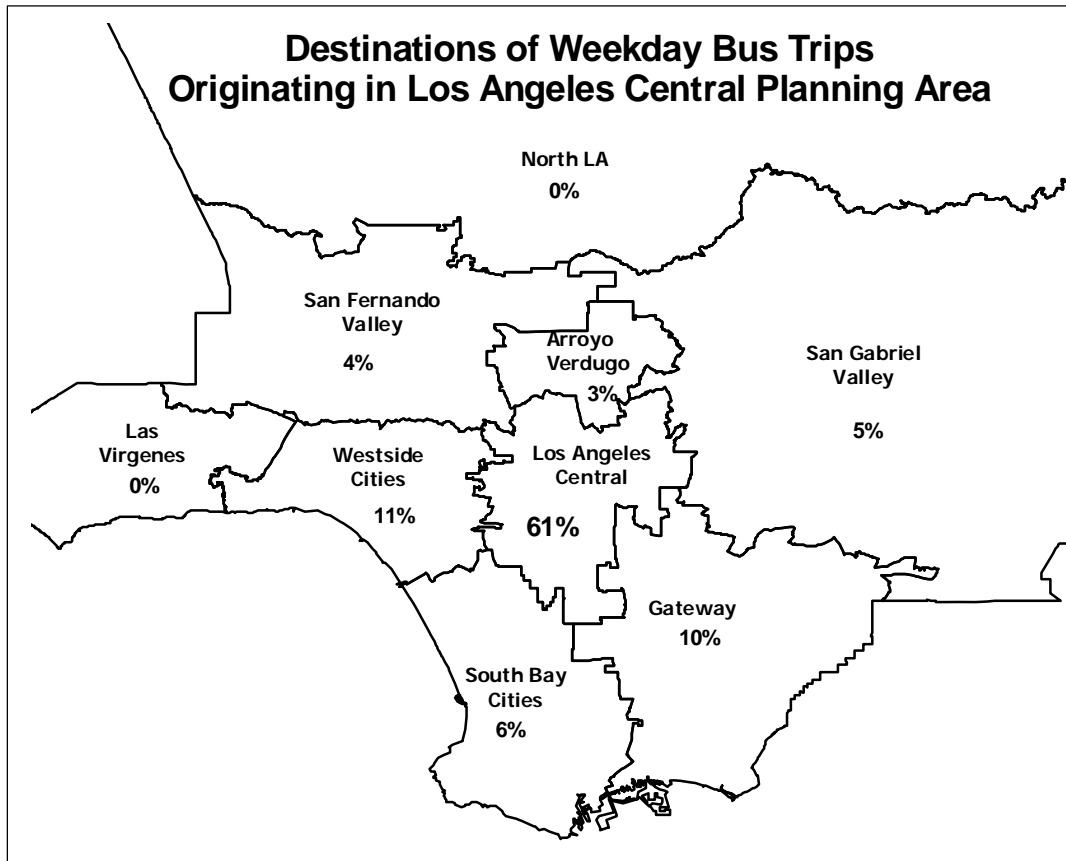 Destinations of Weekday Bus Trips
Originating in Los Angeles Central Planning Area
North LA
0%
San Fernando
Valley
4%
Arroyo
Verdugo
3%
San Gabriel
Valley
5%
Las
Virgenes
0%
Westside
Cities
11%
Los Angeles
Central
61%
Gateway
10%
South Bay
Cities
6%